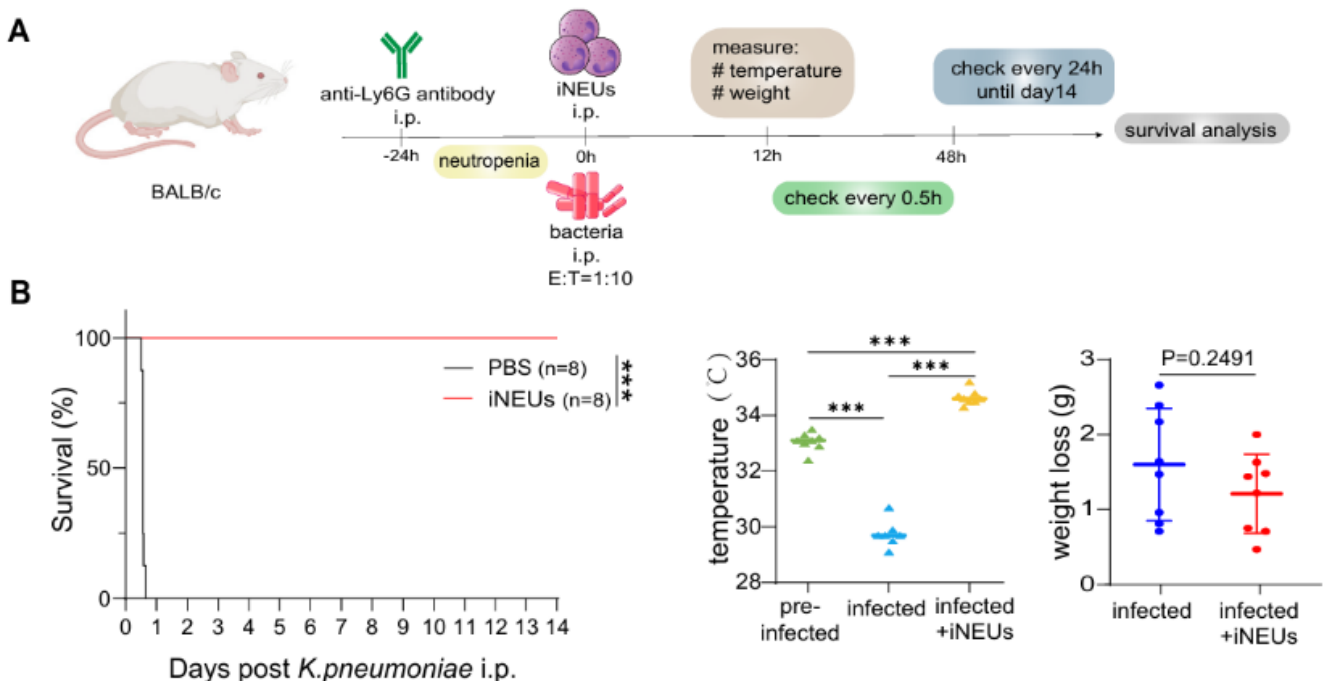 A
BALB/c
anti-Ly6G antibody
i.p.
-24h
neutropenia
iNEUs
i.p.
0h
bacteria
i.p.
E:T=1:10
measure:
# temperature
# weight
12h
check every 0.5h
48h
check every 24h
until day14
survival analysis
B
Survival (%)
100
50
0
PBS (n=8)
iNEUs (n=8)
***
0 1 2 3 4 5 6 7 8 9 10 11 12 13 14
Days post K.pneumoniae i.p.
temperature (℃)
36
34
32
30
28
***
***
***
pre-
infected
infected
infected
+iNEUs
weight loss (g)
3
2
1
0
P=0.2491
infected
infected
+iNEUs